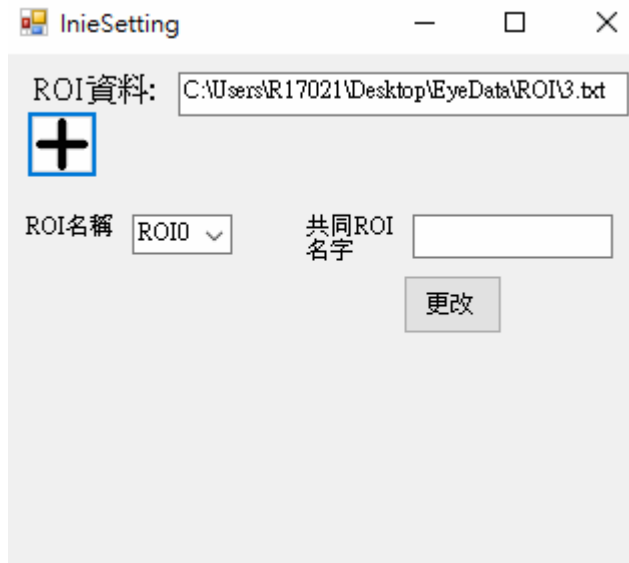 InieSetting
ROI資料: C:\Users\R17021\Desktop\EyeData\ROI\3.txt
ROI名稱 ROI0 共同ROI
名字
更改